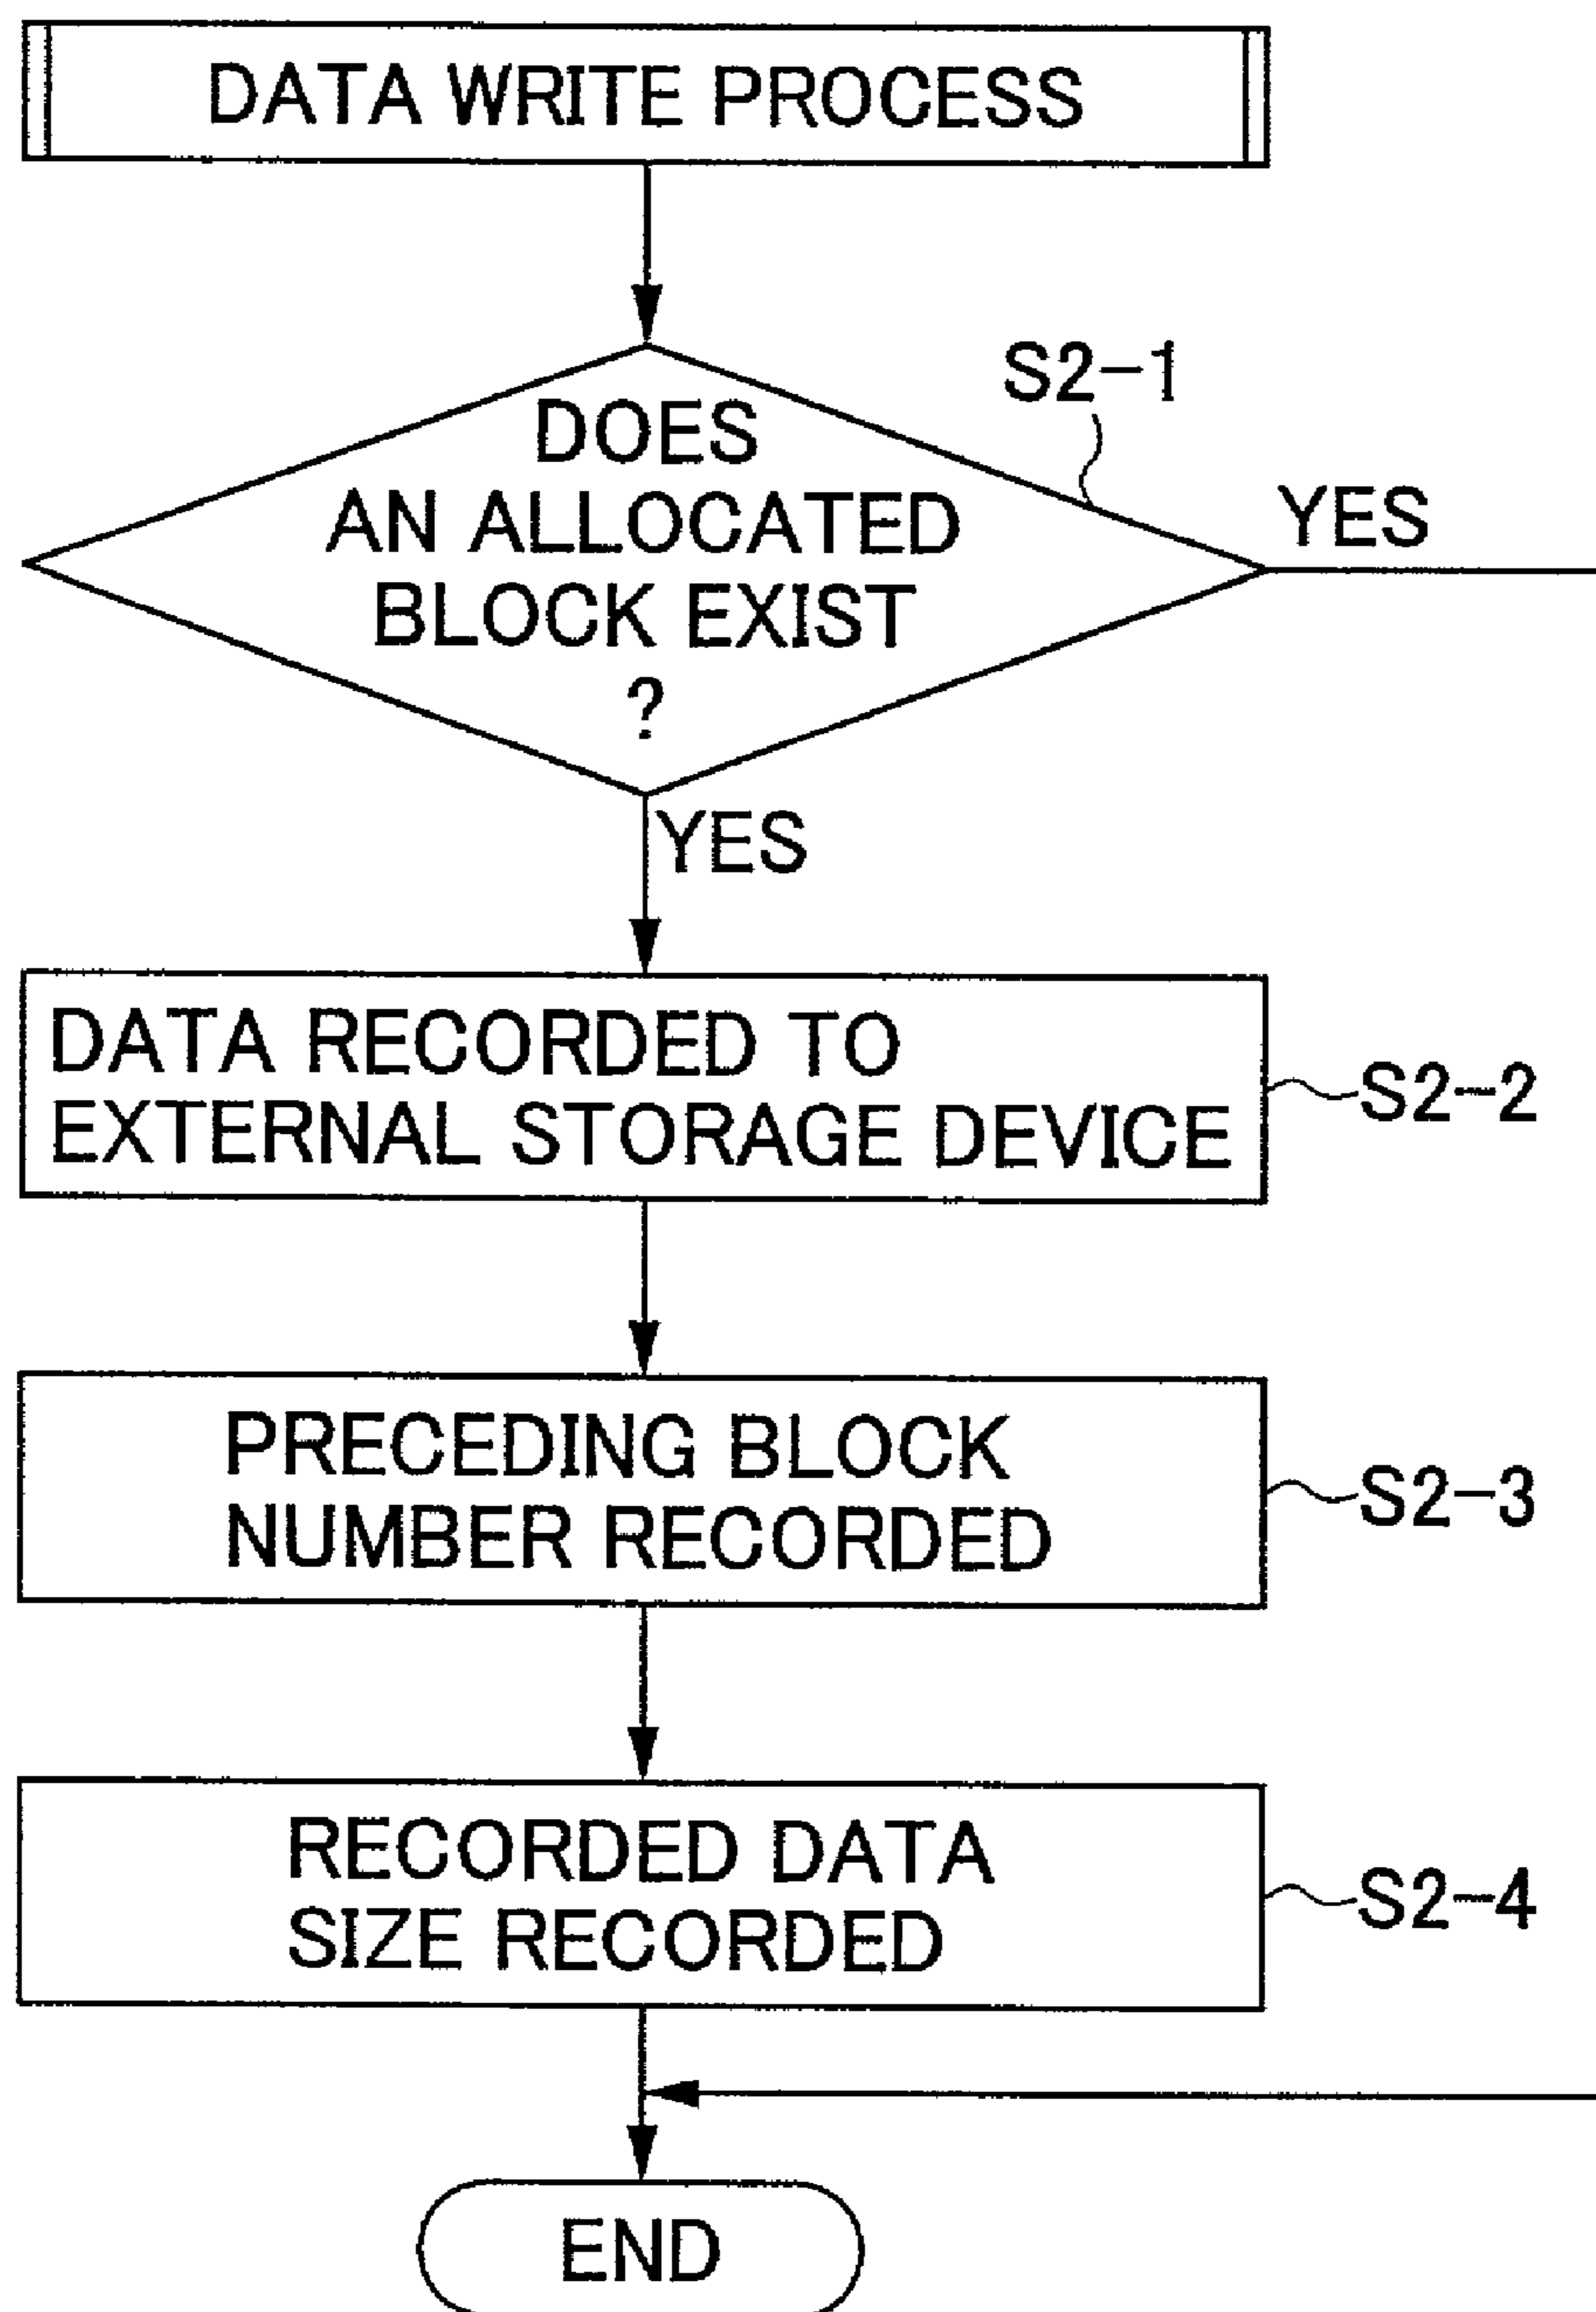 DATA WRITE PROCESS
S2-1
DOES
AN ALLOCATED
BLOCK EXIST
?
YES
YES
DATA RECORDED TO
EXTERNAL STORAGE DEVICE
S2-2
PRECEDING BLOCK
NUMBER RECORDED
S2-3
RECORDED DATA
SIZE RECORDED
S2-4
END